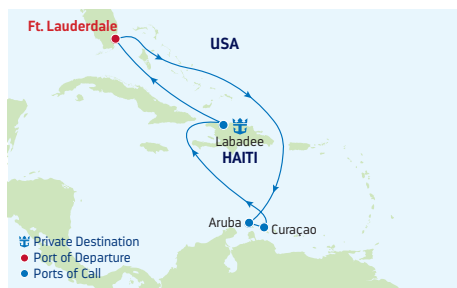 Ft. Lauderdale
USA
Labadee
HAITI
Aruba
Curaçao
Private Destination
Port of Departure
Ports of Call